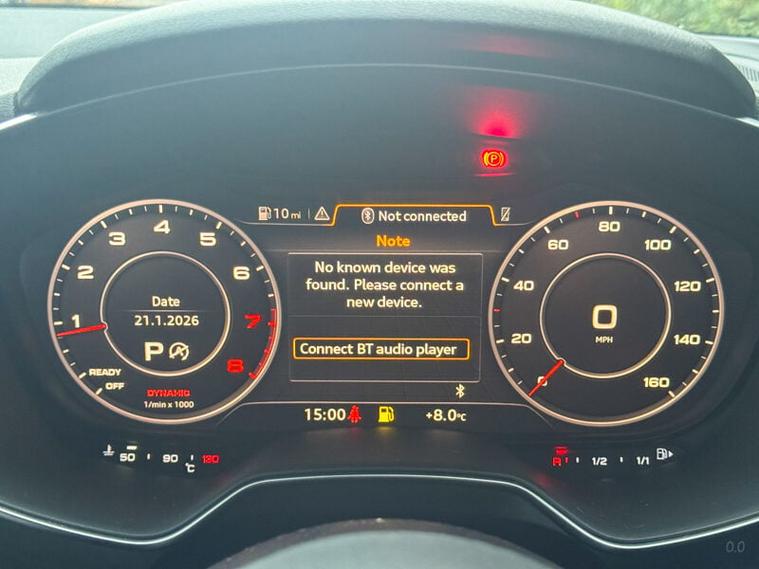 (P)
10 mi
Not connected
Note
No known device was
found. Please connect a
new device.
Connect BT audio player
1
2
3
4
5
6
7
8
Date
21.1.2026
P
READY
OFF
DYNAMIC
1/min x 1000
0
20
40
60
80
100
120
140
160
0
MPH
15:00
+8.0°C
50
90
130
°C
R
1/2
1/1
0.0